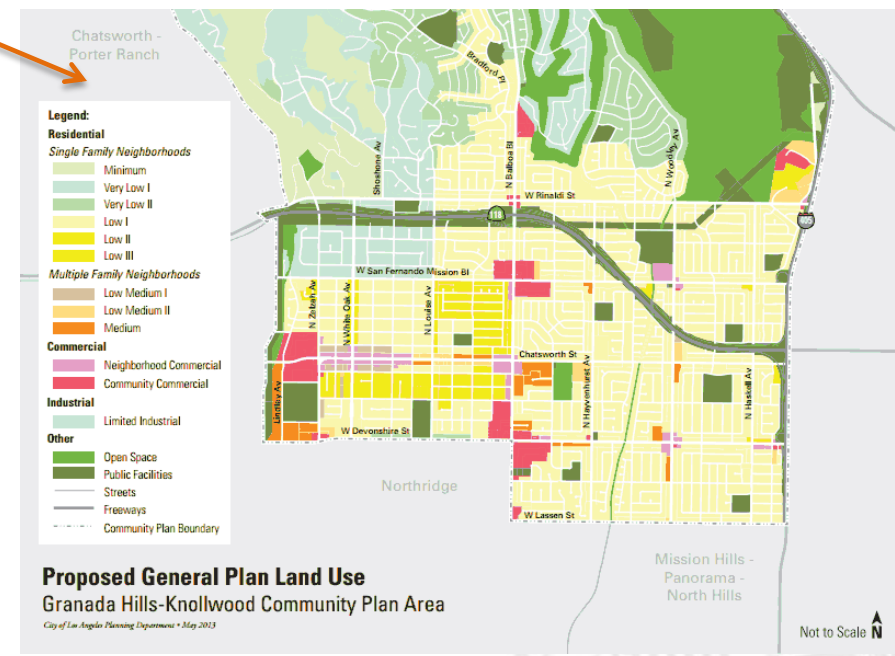 Chatsworth -
Porter Ranch
Bradford Pl
Shoshone Av
N Balboa Bl
N Woodley Av
W Rinaldi St
118
405
Legend:
Residential
Single Family Neighborhoods
Minimum
Very Low I
Very Low II
Low I
Low II
Low III
Multiple Family Neighborhoods
Low Medium I
Low Medium II
Medium
Commercial
Neighborhood Commercial
Community Commercial
Industrial
Limited Industrial
Other
Open Space
Public Facilities
Streets
Freeways
Community Plan Boundary
W San Fernando Mission Bl
N Zelzah Av
N White Oak Av
N Louise Av
Chatsworth St
N Hayvenhurst Av
N Haskell Av
Lindley Av
W Devonshire St
Northridge
W Lassen St
Mission Hills -
Panorama -
North Hills
Proposed General Plan Land Use
Granada Hills-Knollwood Community Plan Area
City of Los Angeles Planning Department • May 2013
Not to Scale N